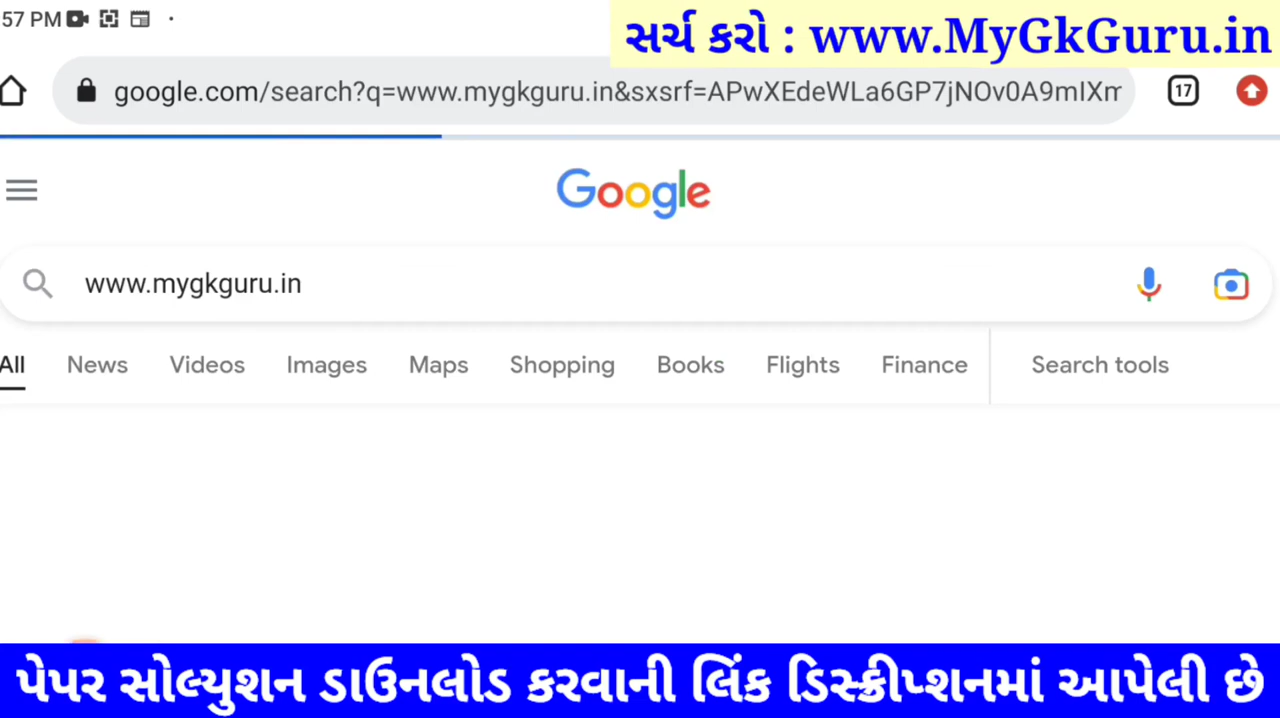 57 PM
સર્ચ કરો : www.MyGkGuru.in
google.com/search?q=www.mygkguru.in&sxsrf=APwXEdeWLa6GP7jNOv0A9mIXm
17
Google
www.mygkguru.in
All News Videos Images Maps Shopping Books Flights Finance Search tools
પેપર સોલ્યુશન ડાઉનલોડ કરવાની લિંક ડિસ્ક્રીપ્શનમાં આપેલી છે